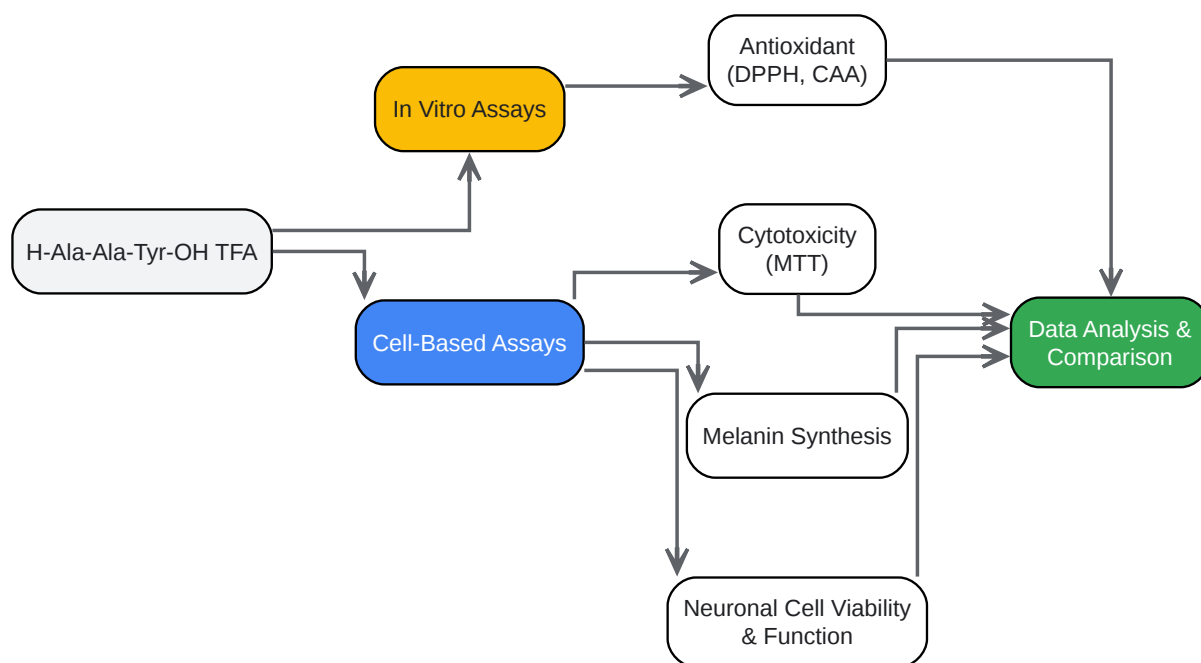 Antioxidant
(DPPH, CAA)
In Vitro Assays
H-Ala-Ala-Tyr-OH TFA
Cytotoxicity
(MTT)
Cell-Based Assays
Data Analysis &
Comparison
Melanin Synthesis
Neuronal Cell Viability
& Function